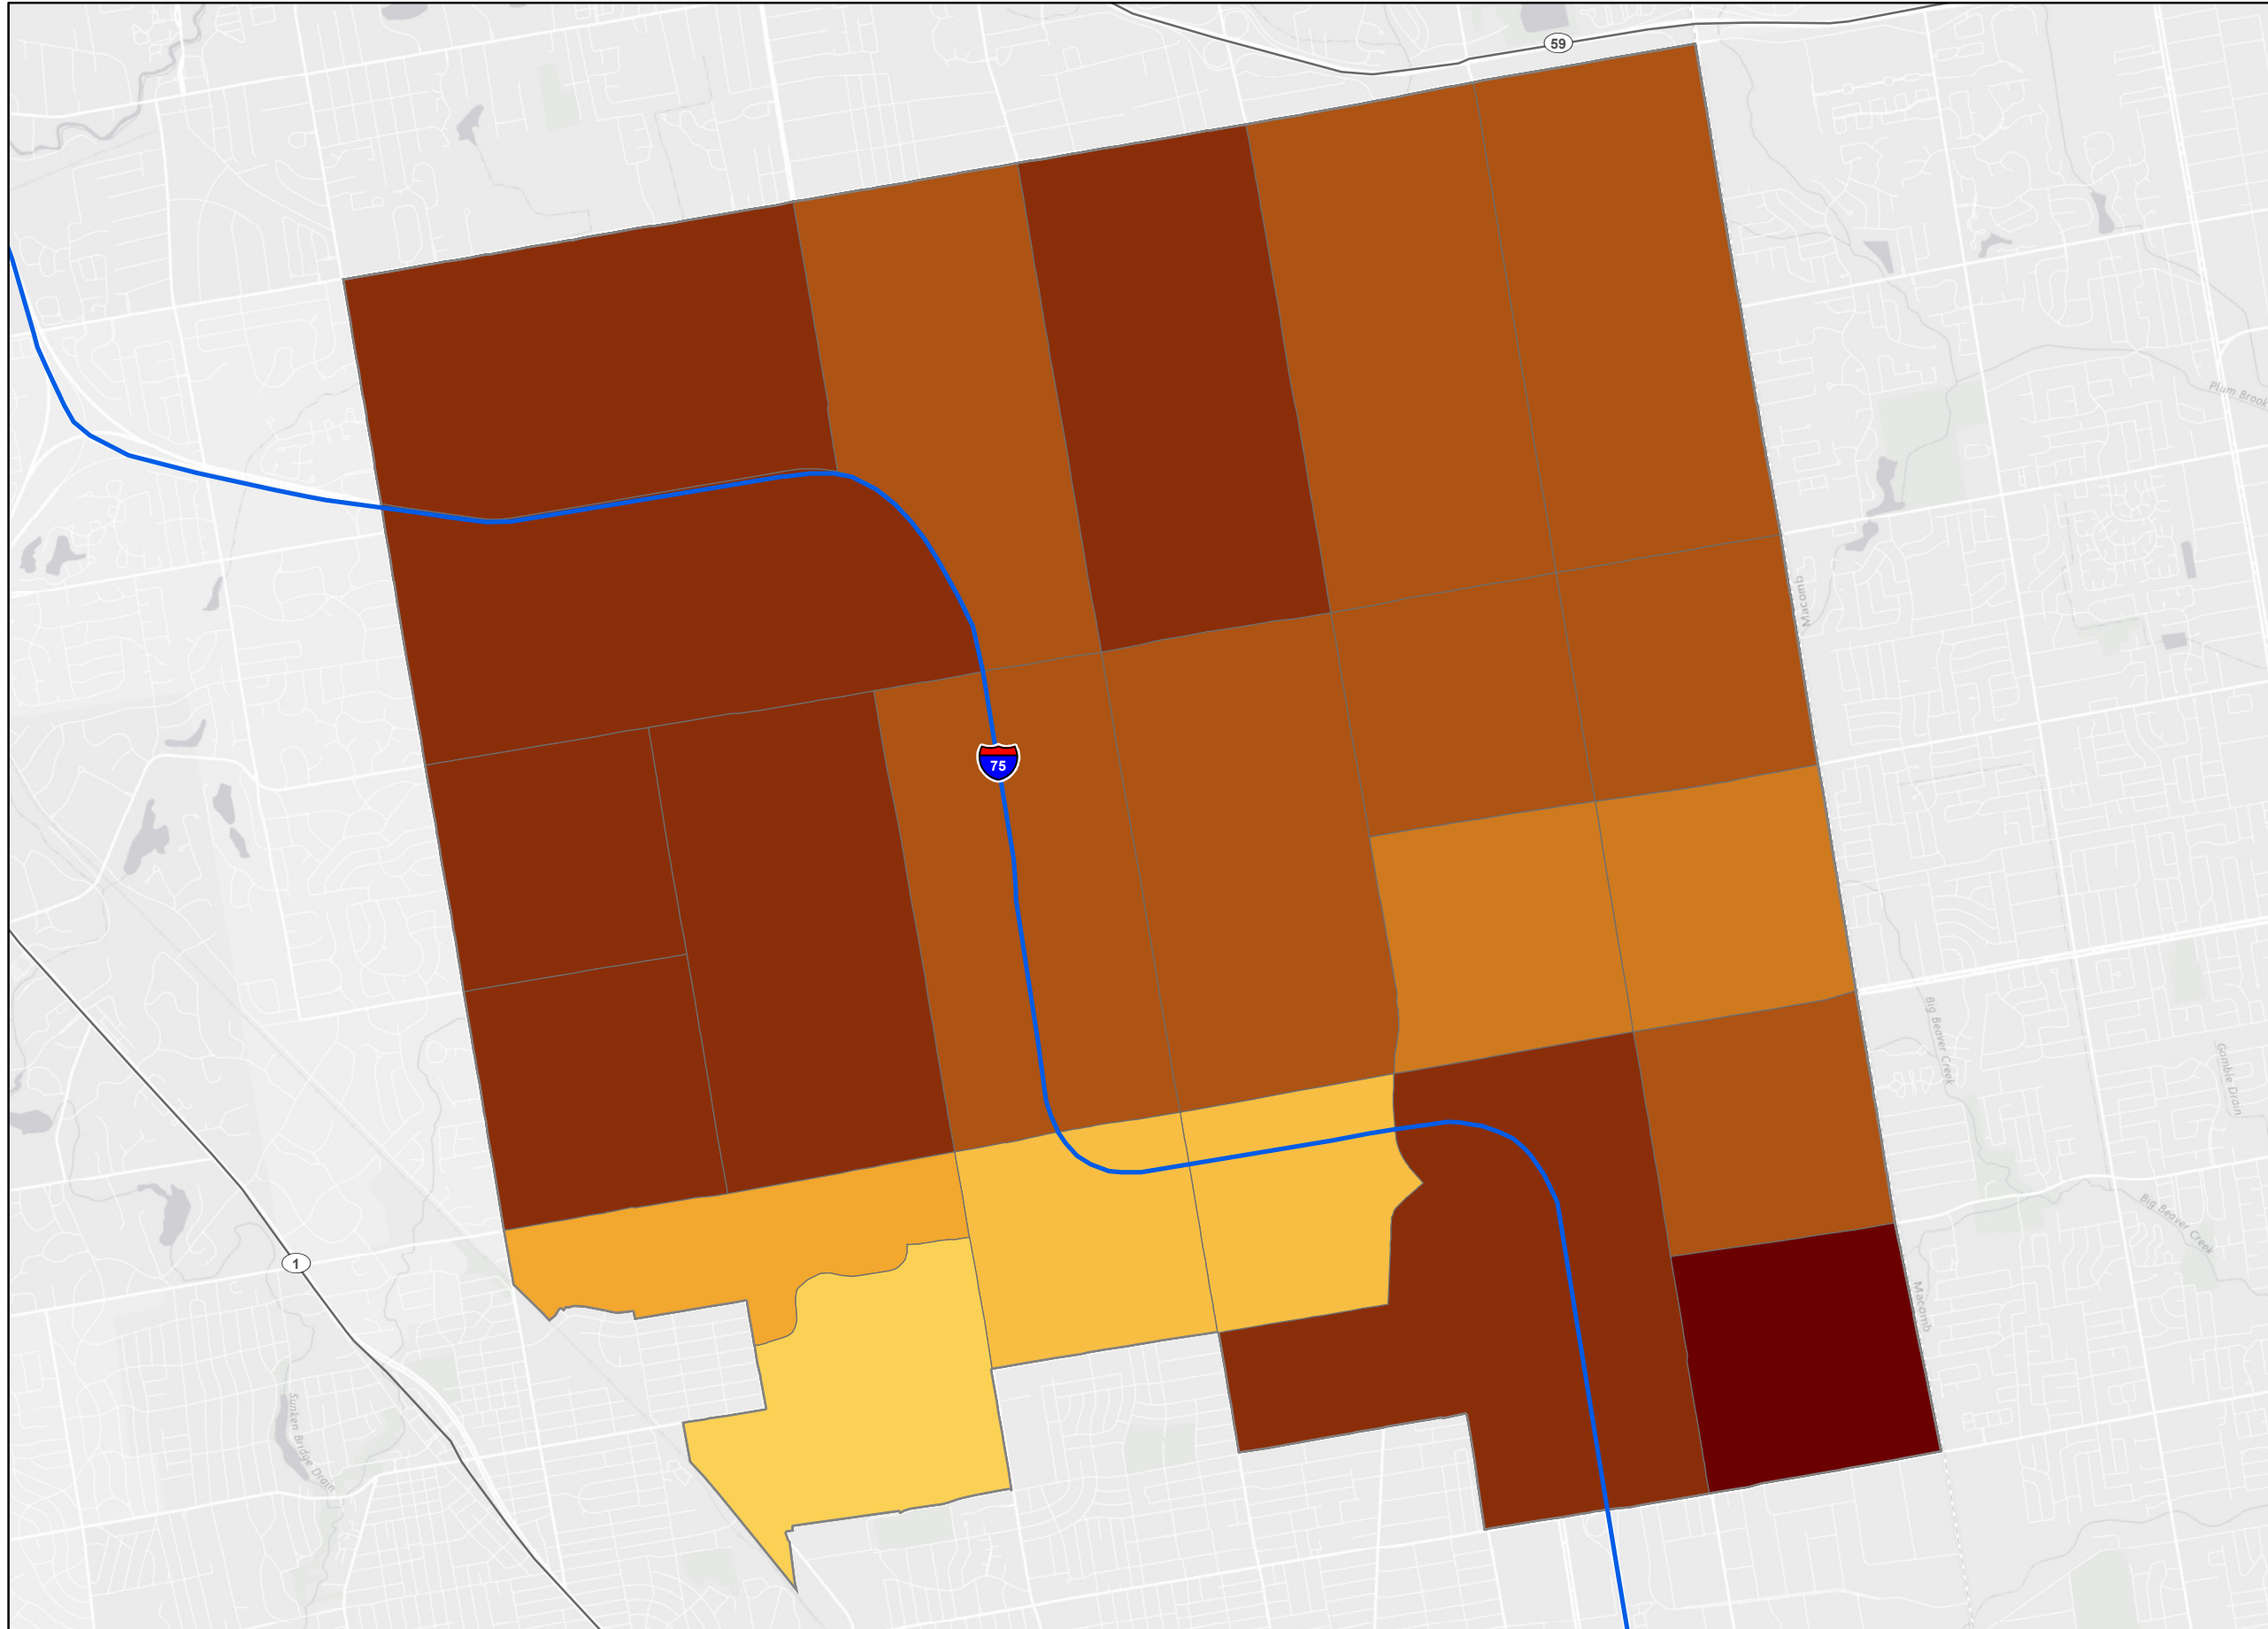 59
Plum Brook
Macomb
75
Big Beaver Creek
Gamble Drain
Big Beaver Creek
1
Macomb
Sunken Bridge Drain